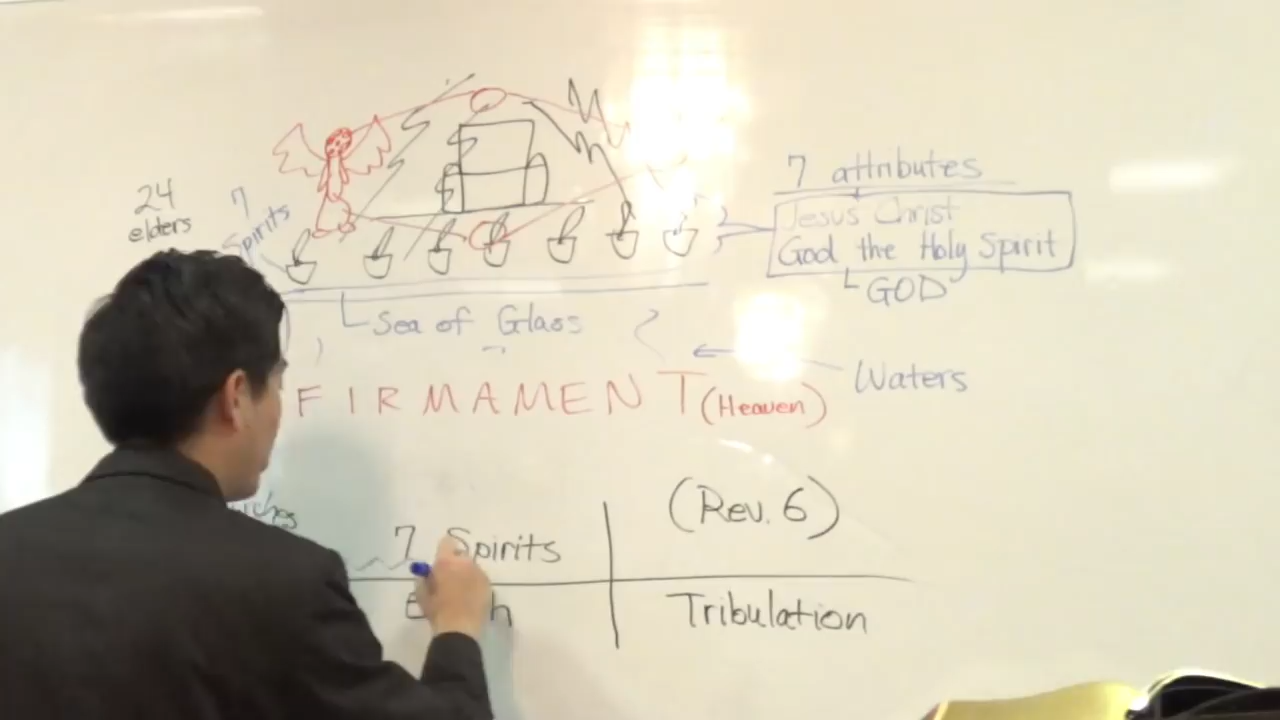 24
elders
7
Spirits
7 attributes
Jesus Christ
God the Holy Spirit
GOD
Sea of Glass
Waters
FIRMAMENT (Heaven)
(Rev. 6)
7 Spirits
Tribulation